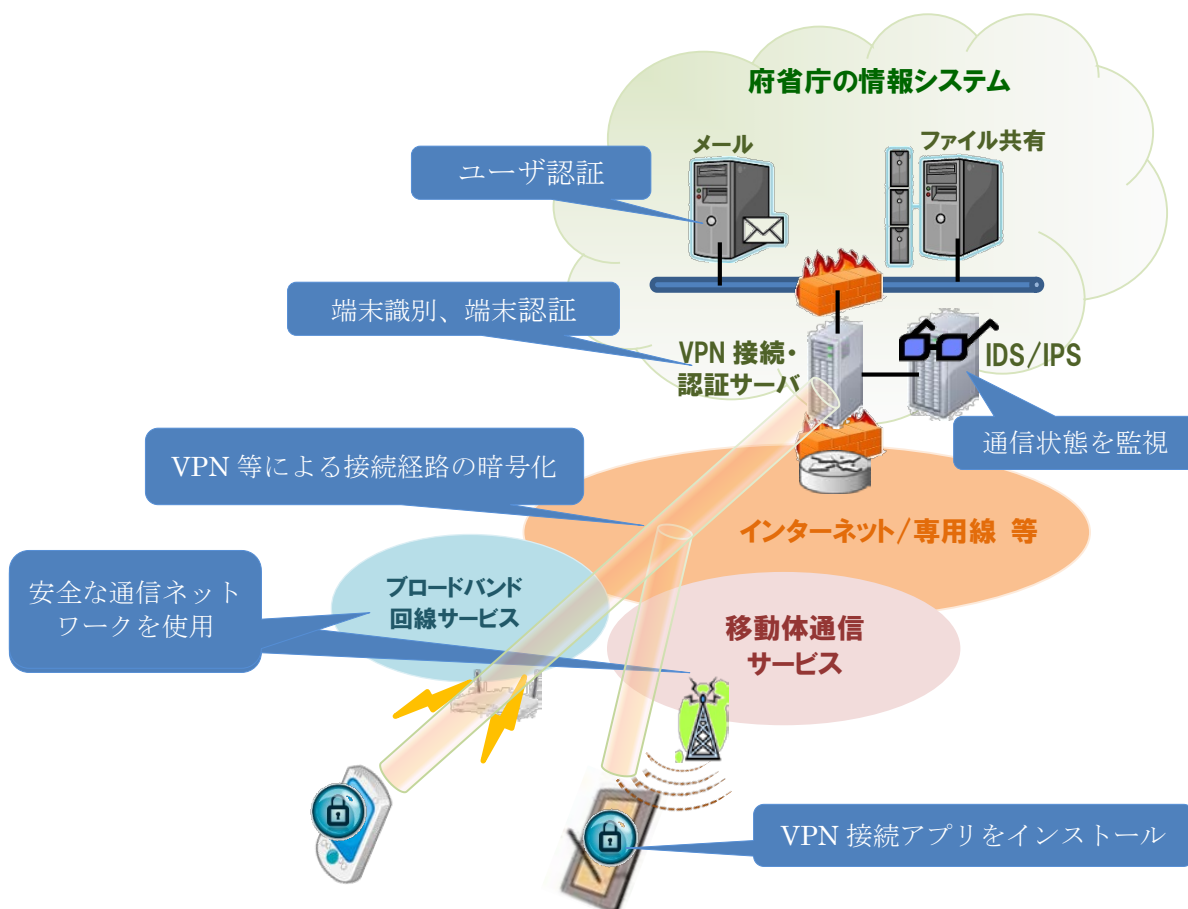 府省庁の情報システム
メール
ファイル共有
ユーザ認証
端末識別、端末認証
VPN 接続・
認証サーバ
IDS/IPS
通信状態を監視
VPN 等による接続経路の暗号化
インターネット/専用線 等
安全な通信ネット
ワークを使用
ブロードバンド
回線サービス
移動体通信
サービス
VPN 接続アプリをインストール